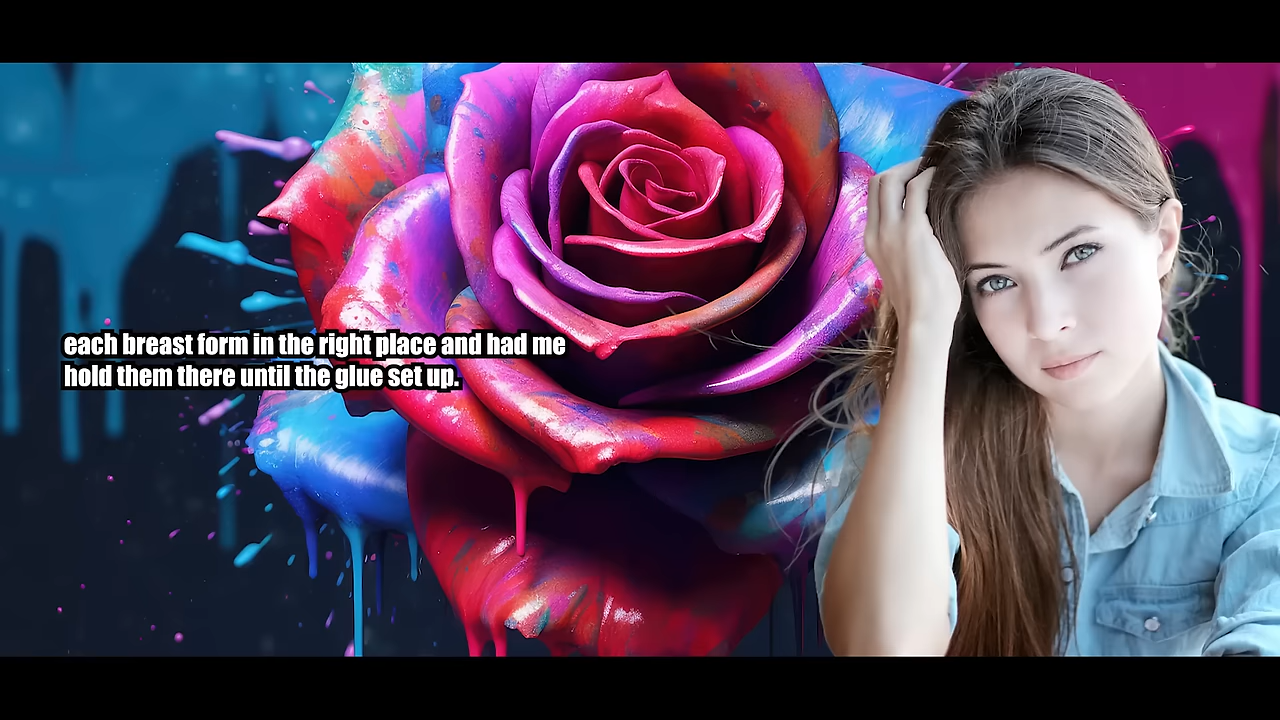 each breast form in the right place and had me
hold them there until the glue set up.